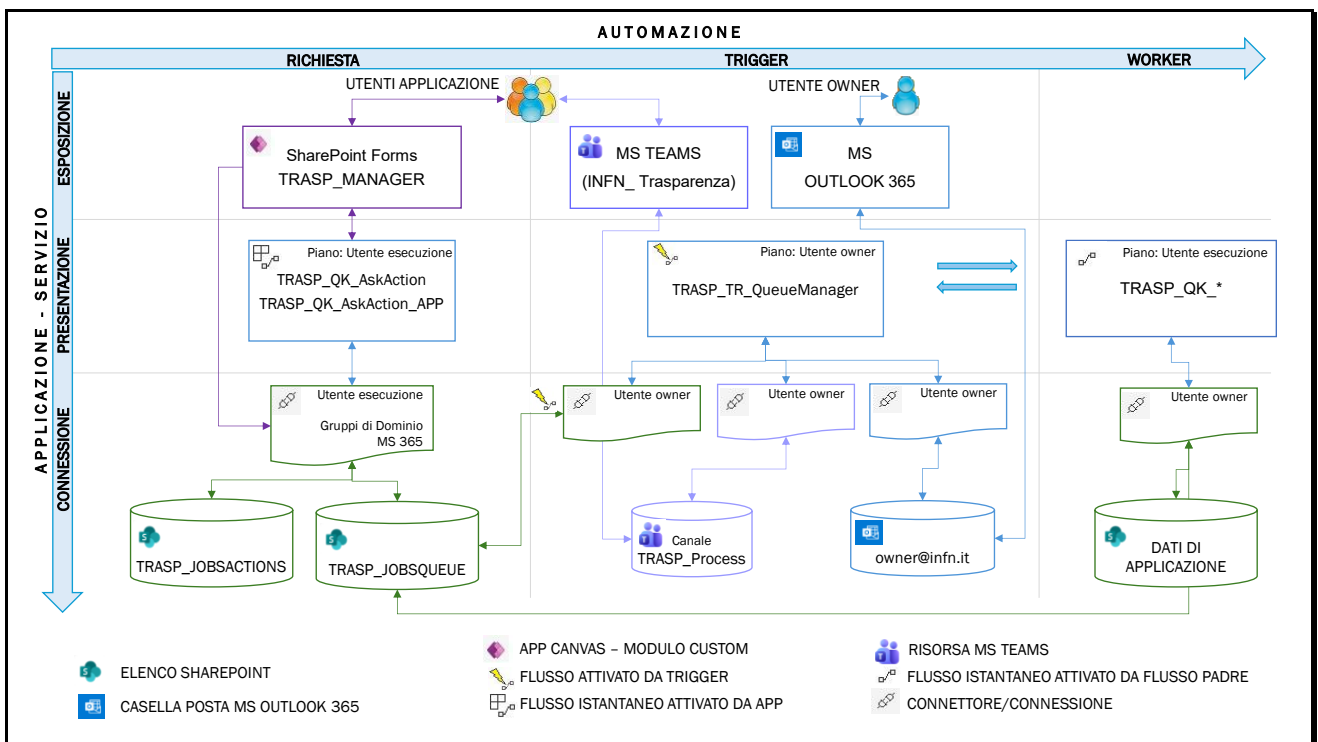 AUTOMAZIONE
RICHIESTA
TRIGGER
WORKER
APPLICAZIONE - SERVIZIO
ESPOSIZIONE
UTENTI APPLICAZIONE
UTENTE OWNER
SharePoint Forms
TRASP_MANAGER
MS TEAMS
(INFN_ Trasparenza)
MS
OUTLOOK 365
PRESENTAZIONE
Piano: Utente esecuzione
TRASP_QK_AskAction
TRASP_QK_AskAction_APP
Piano: Utente owner
TRASP_TR_QueueManager
Piano: Utente esecuzione
TRASP_QK_*
CONNESSIONE
Utente esecuzione
Gruppi di Dominio
MS 365
Utente owner
Utente owner
Utente owner
Utente owner
TRASP_JOBSACTIONS
TRASP_JOBSQUEUE
Canale
TRASP_Process
owner@infn.it
DATI DI
APPLICAZIONE
ELENCO SHAREPOINT
CASELLA POSTA MS OUTLOOK 365
APP CANVAS – MODULO CUSTOM
FLUSSO ATTIVATO DA TRIGGER
FLUSSO ISTANTANEO ATTIVATO DA APP
RISORSA MS TEAMS
FLUSSO ISTANTANEO ATTIVATO DA FLUSSO PADRE
CONNETTORE/CONNESSIONE